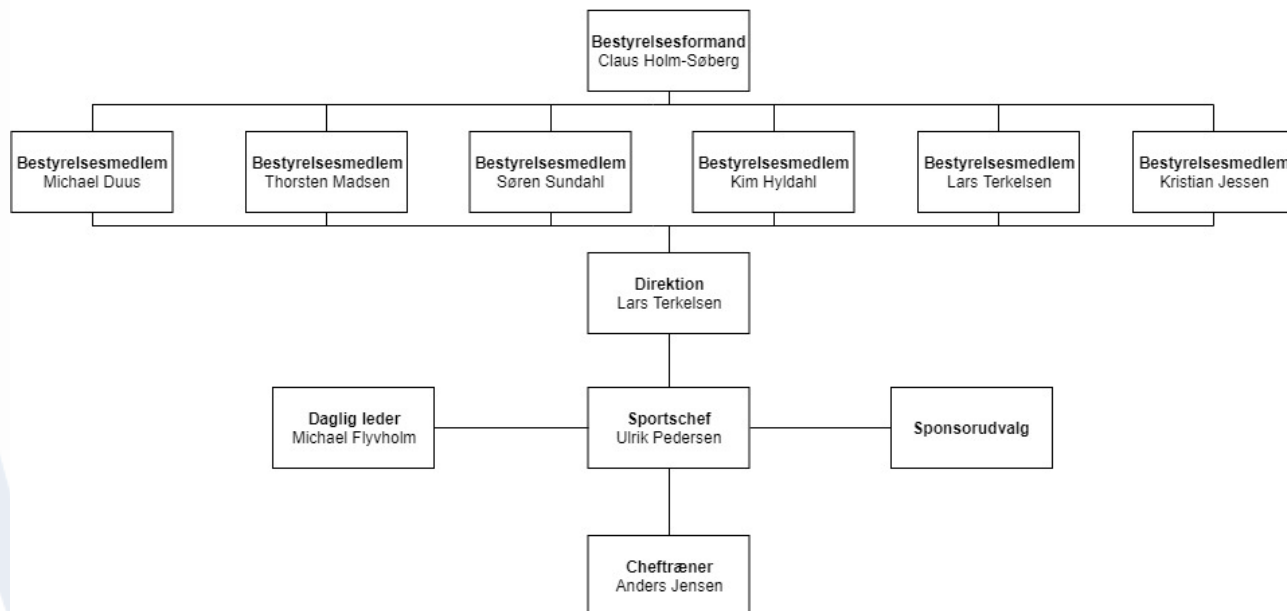 Bestyrelsesformand
Claus Holm-Søberg
Bestyrelsesmedlem
Michael Duus
Bestyrelsesmedlem
Thorsten Madsen
Bestyrelsesmedlem
Søren Sundahl
Bestyrelsesmedlem
Kim Hyldahl
Bestyrelsesmedlem
Lars Terkelsen
Bestyrelsesmedlem
Kristian Jessen
Direktion
Lars Terkelsen
Daglig leder
Michael Flyvholm
Sportschef
Ulrik Pedersen
Sponsorudvalg
Cheftræner
Anders Jensen